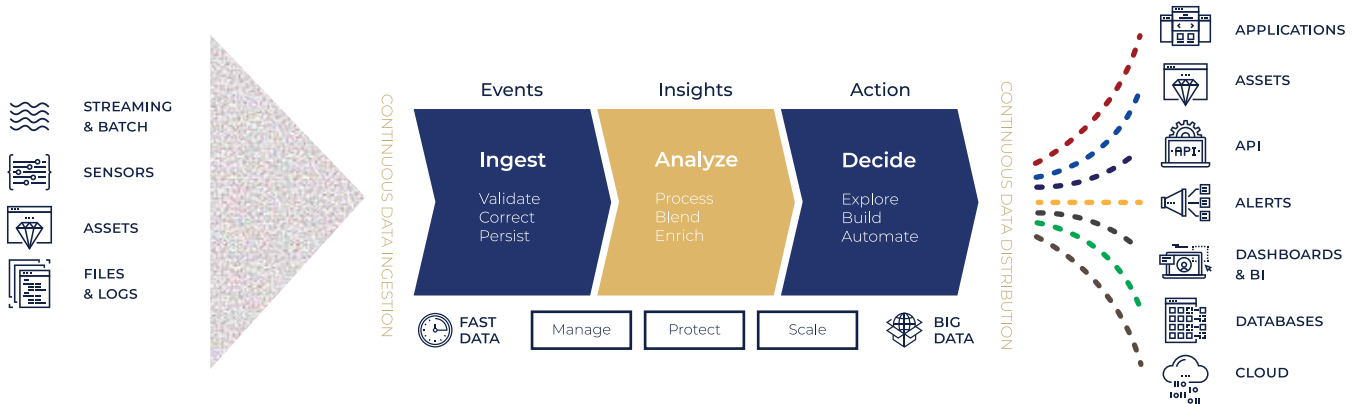 STREAMING
& BATCH
SENSORS
ASSETS
FILES
& LOGS
CONTINUOUS DATA INGESTION
Events
Ingest
Validate
Correct
Persist
Insights
Analyze
Process
Blend
Enrich
Action
Decide
Explore
Build
Automate
FAST
DATA
Manage
Protect
Scale
BIG
DATA
CONTINUOUS DATA DISTRIBUTION
APPLICATIONS
ASSETS
API
API
ALERTS
DASHBOARDS
& BI
DATABASES
CLOUD